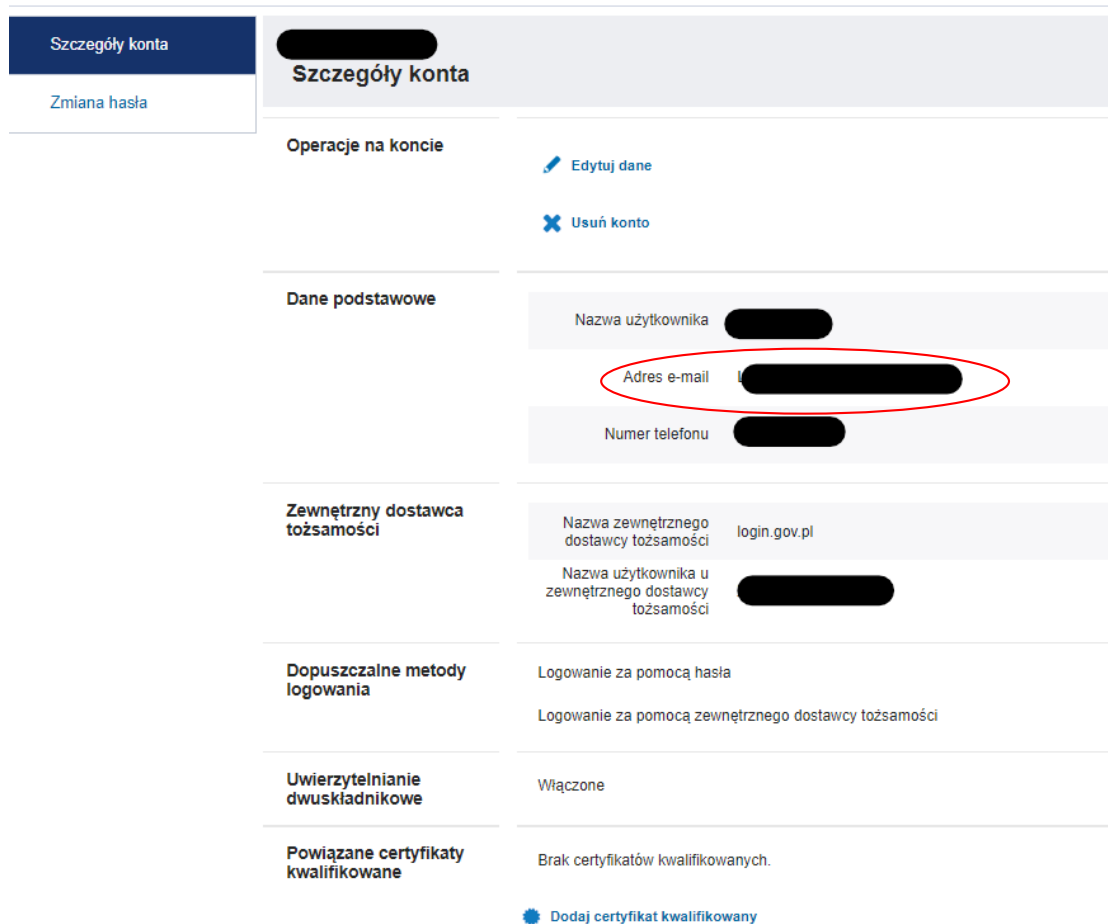 Szczegóły konta
Zmiana hasła
Szczegóły konta
Operacje na koncie
Edytuj dane
Usuń konto
Dane podstawowe
Nazwa użytkownika
Adres e-mail
Numer telefonu
Zewnętrzny dostawca
tożsamości
Nazwa zewnętrznego
dostawcy tożsamości
login.gov.pl
Nazwa użytkownika u
zewnętrznego dostawcy
tożsamości
Dopuszczalne metody
logowania
Logowanie za pomocą hasła
Logowanie za pomocą zewnętrznego dostawcy tożsamości
Uwierzytelnianie
dwuskładnikowe
Włączone
Powiązane certyfikaty
kwalifikowane
Brak certyfikatów kwalifikowanych.
Dodaj certyfikat kwalifikowany